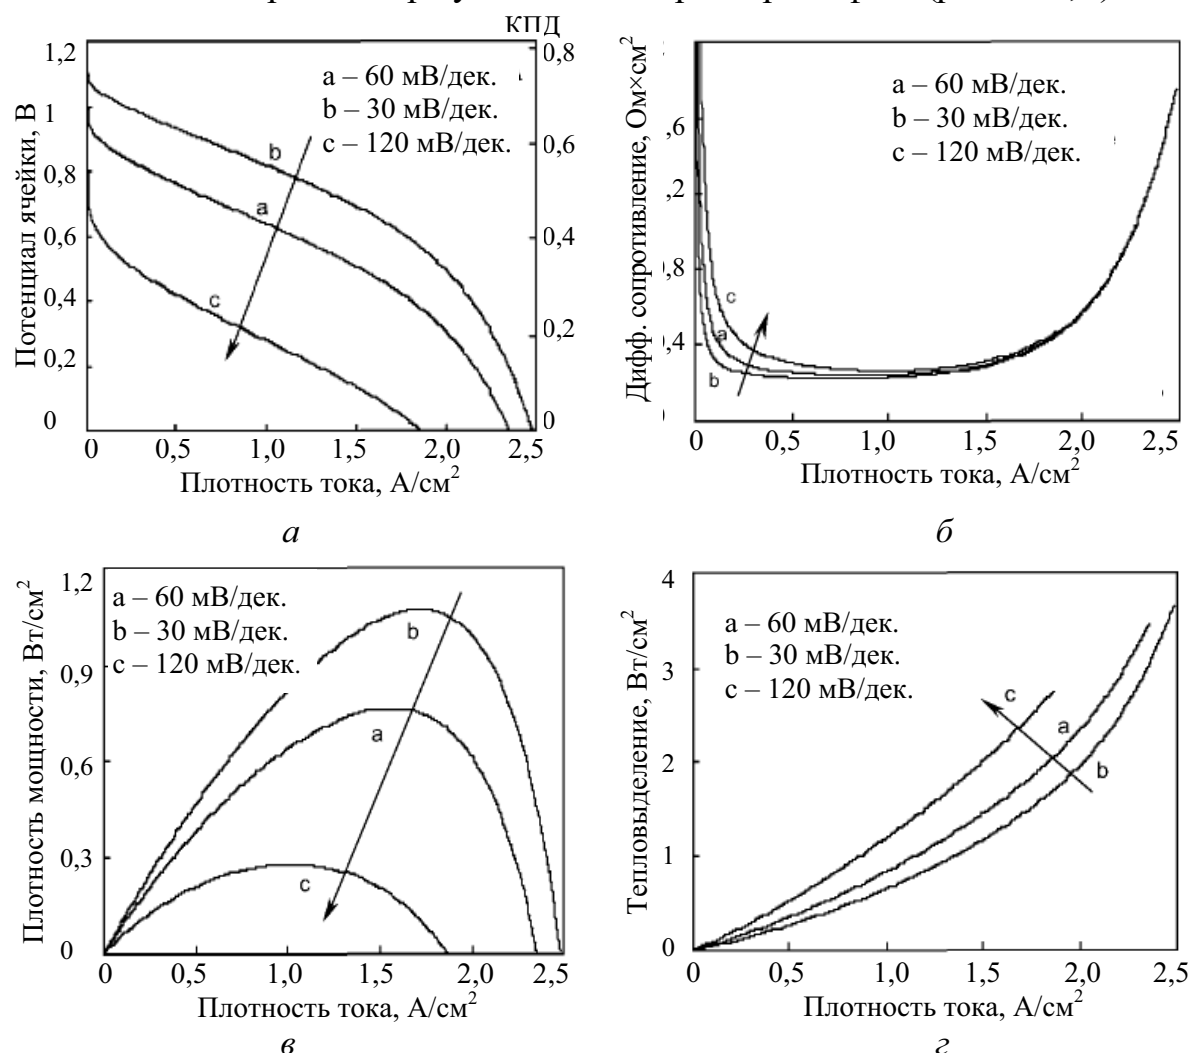 КПД
1,2
1
0,8
0,6
0,4
0,2
0
0,8
0,6
0,4
0,2
0
a – 60 мВ/дек.
b – 30 мВ/дек.
c – 120 мВ/дек.
b
a
c
Потенциал ячейки, В
0 0,5 1,0 1,5 2,0 2,5
Плотность тока, А/см²
а
Дифф. сопротивление, Ом×см²
,6
,2
,8
,4
a – 60 мВ/дек.
b – 30 мВ/дек.
c – 120 мВ/дек.
c
a
b
0 0,5 1,0 1,5 2,0 2,5
Плотность тока, А/см²
б
Плотность мощности, Вт/см²
1,2
0,9
0,6
0,3
0
a – 60 мВ/дек.
b – 30 мВ/дек.
c – 120 мВ/дек.
b
a
c
0 0,5 1,0 1,5 2,0 2,5
Плотность тока, А/см²
в
Тепловыделение, Вт/см²
4
3
2
1
0
a – 60 мВ/дек.
b – 30 мВ/дек.
c – 120 мВ/дек.
c
a
b
0 0,5 1,0 1,5 2,0 2,5
Плотность тока, А/см²
г